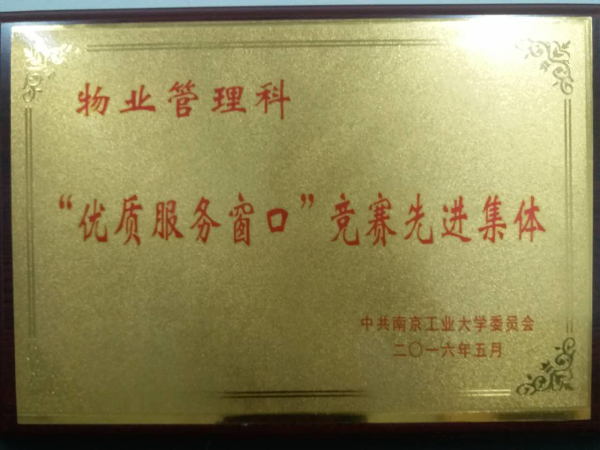 物业管理科
“优质服务窗口”竞赛先进集体
中共南京工业大学委员会
二〇一六年五月